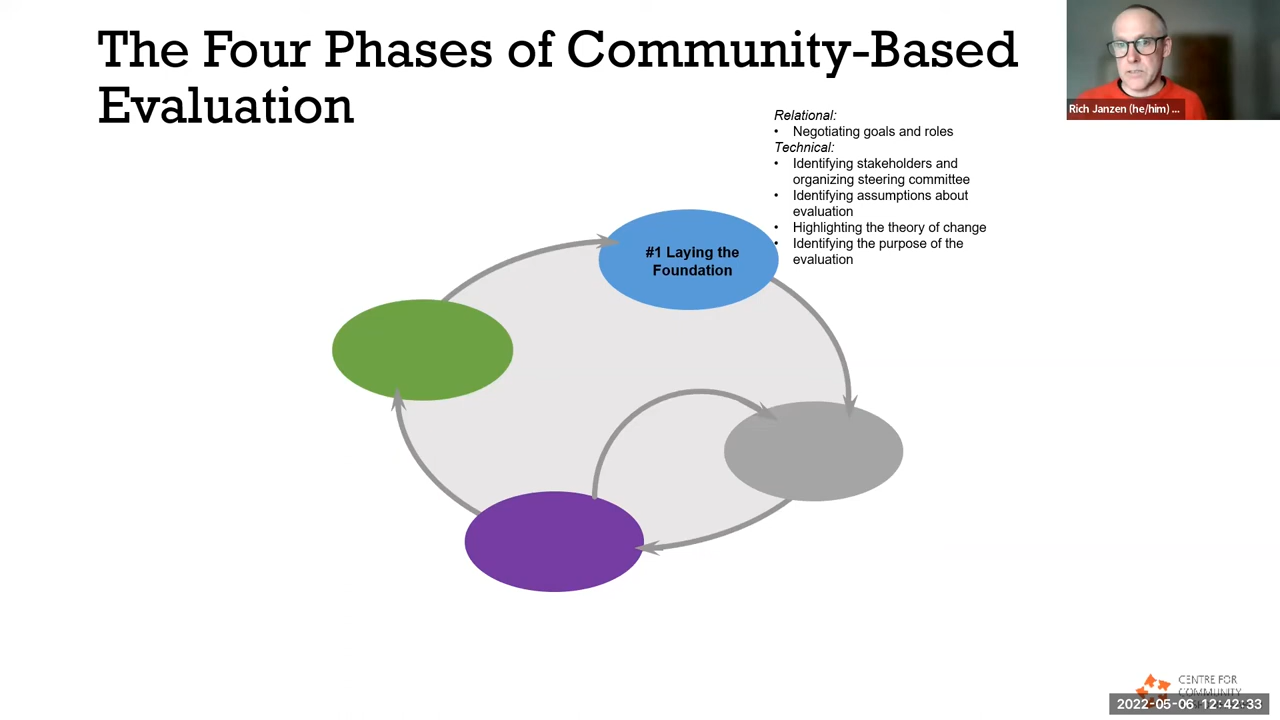 The Four Phases of Community-Based
Evaluation
Rich Janzen (he/him) ...
Relational:
• Negotiating goals and roles
Technical:
• Identifying stakeholders and
organizing steering committee
• Identifying assumptions about
evaluation
• Highlighting the theory of change
• Identifying the purpose of the
evaluation
#1 Laying the
Foundation
CENTRE FOR
COMMUNITY
2022-05-06 12:42:33